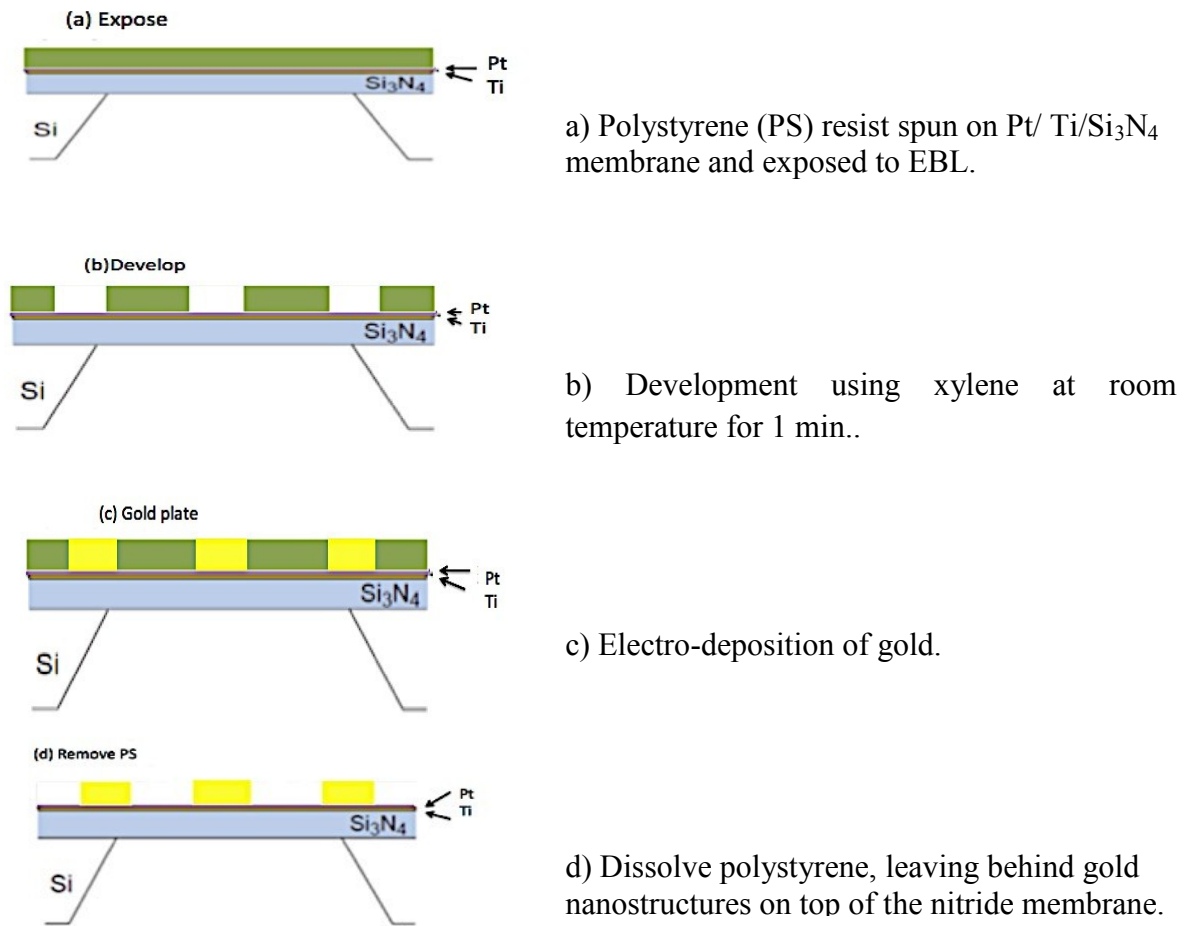 (a) Expose
Pt
Ti
Si₃N₄
Si
a) Polystyrene (PS) resist spun on Pt/ Ti/Si₃N₄
membrane and exposed to EBL.
(b)Develop
Pt
Ti
Si₃N₄
Si
b) Development using xylene at room
temperature for 1 min..
(c) Gold plate
Pt
Ti
Si₃N₄
Si
c) Electro-deposition of gold.
(d) Remove PS
Pt
Ti
Si₃N₄
Si
d) Dissolve polystyrene, leaving behind gold
nanostructures on top of the nitride membrane.